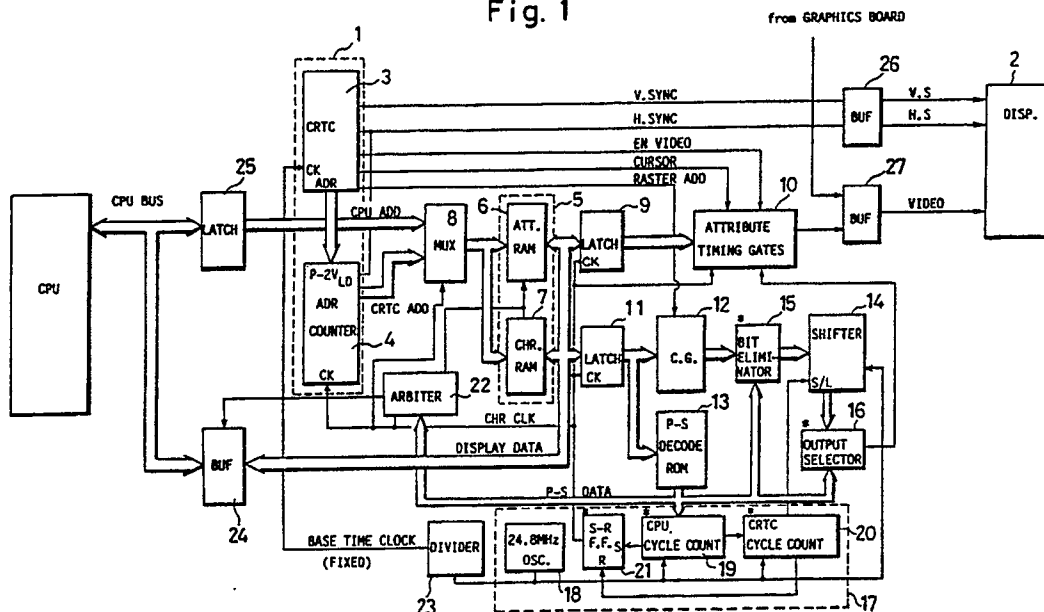 Fig. 1
from GRAPHICS BOARD
1
3
26
2
V.SYNC
V.S
H.SYNC
H.S
BUF
DISP.
CRTC
EN VIDEO
CURSOR
CK
ADR
RASTER ADD
10
27
25
CPU BUS
CPU ADD
8
6
5
9
LATCH
MUX
ATT.
RAM
LATCH
CK
ATTRIBUTE
TIMING GATES
BUF
VIDEO
CPU
P-2V LD
ADR
COUNTER
4
CK
CRTC ADD
7
CHR.
RAM
11
LATCH
CK
12
C.G.
15
*
BIT
ELIMI-
NATOR
14
SHIFTER
S/L
ARBITER
22
CHR CLK
13
P-S
DECODE
ROM
16
*
OUTPUT
SELECTOR
BUF
24
DISPLAY DATA
P-S DATA
BASE TIME CLOCK
(FIXED)
DIVIDER
23
24.8MHz
OSC.
18
S-R
F.F. S
R
21
*
CPU
CYCLE COUNT
19
*
CRTC
CYCLE COUNT
20
17